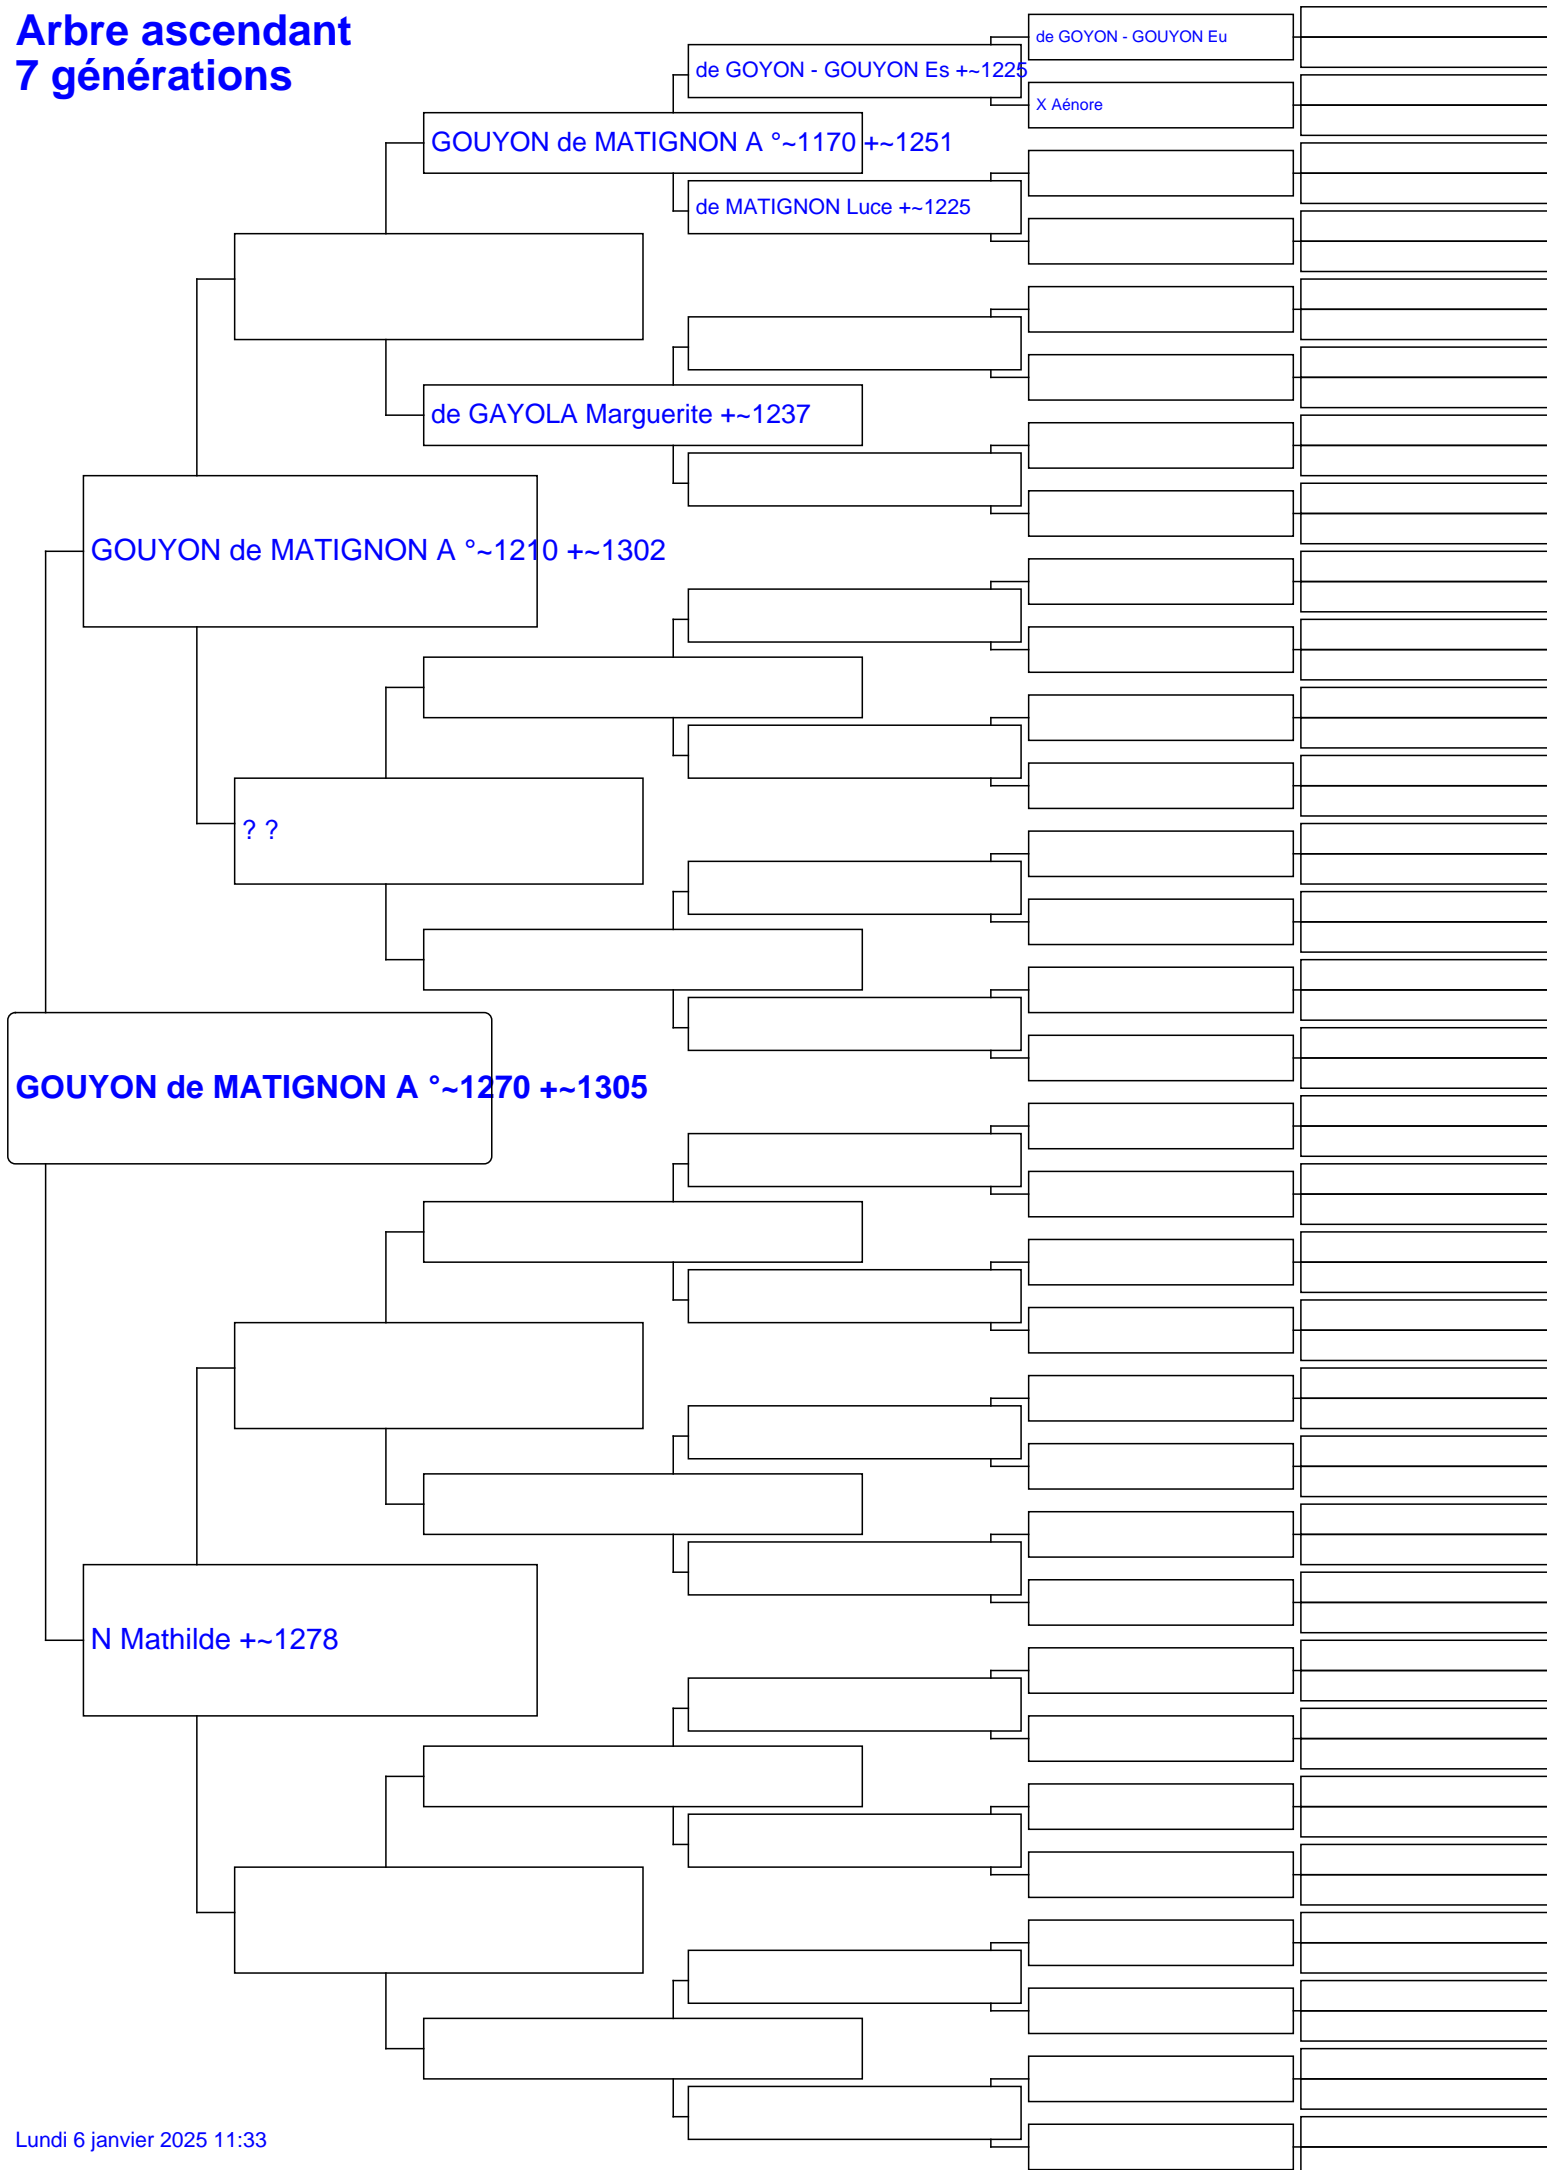 Arbre ascendant
7 générations
de GOYON - GOUYON Eu
de GOYON - GOUYON Es +~1225
X Aénore
GOUYON de MATIGNON A °~1170 +~1251
de MATIGNON Luce +~1225
de GAYOLA Marguerite +~1237
GOUYON de MATIGNON A °~1210 +~1302
? ?
GOUYON de MATIGNON A °~1270 +~1305
N Mathilde +~1278
Lundi 6 janvier 2025 11:33